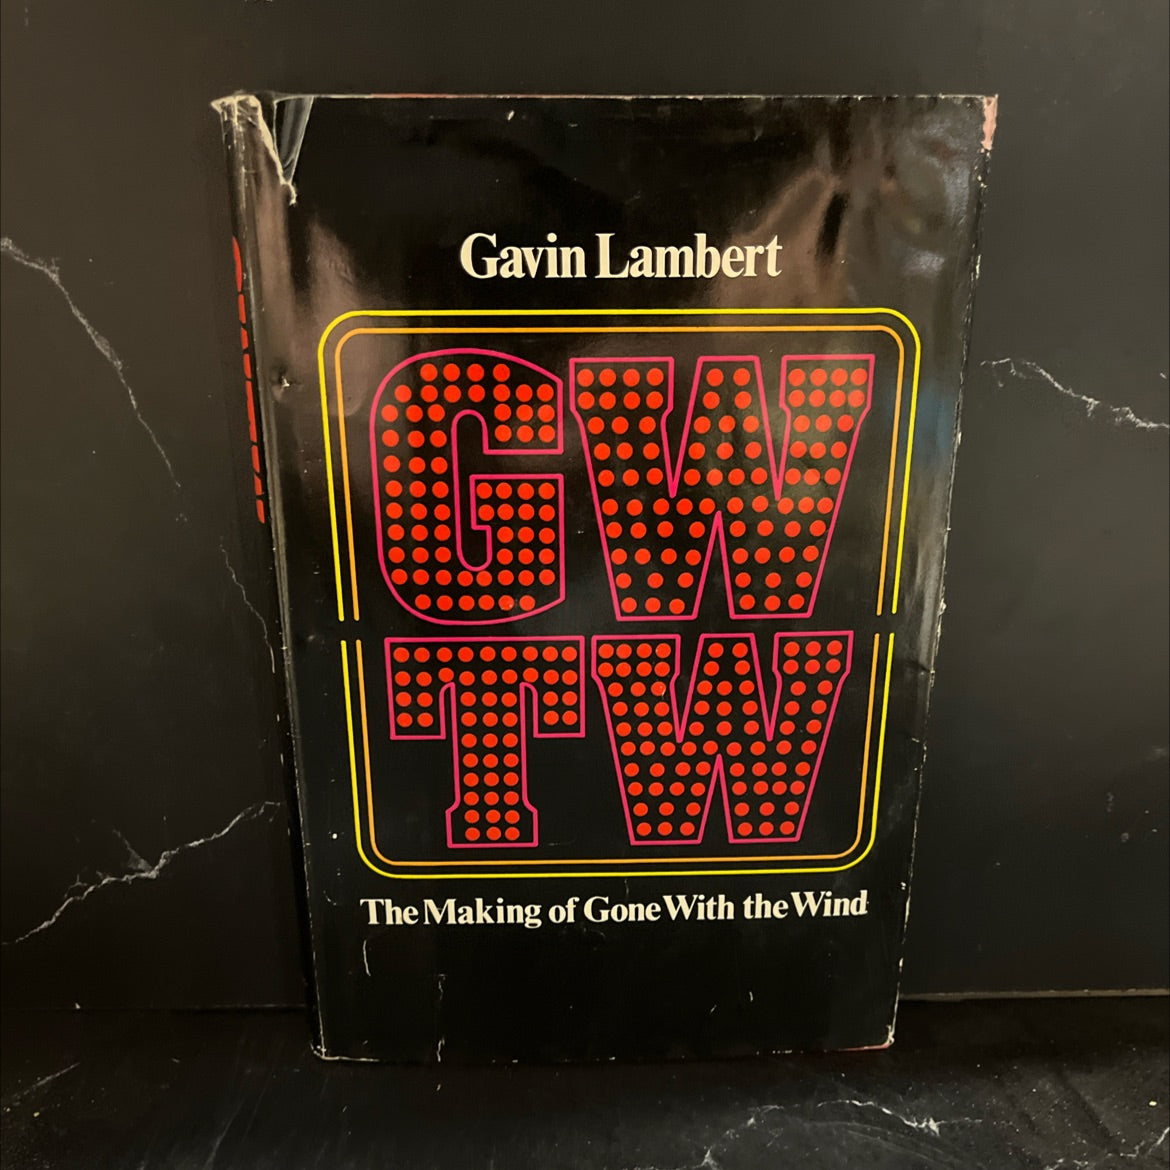 Gavin Lambert
GW
TW
The Making of Gone With the Wind